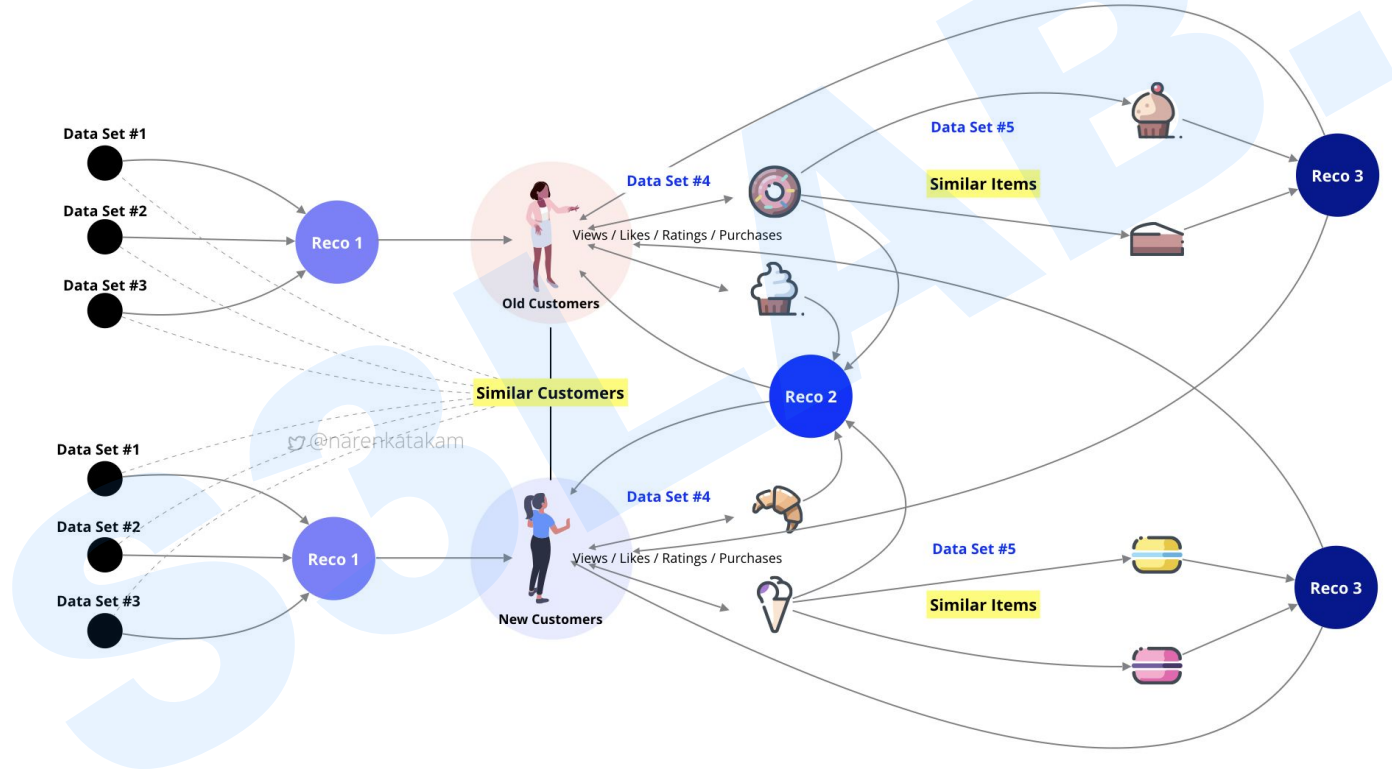 Data Set #1
Data Set #2
Data Set #3
Reco 1
Old Customers
Data Set #4
Views / Likes / Ratings / Purchases
Data Set #5
Similar Items
Reco 3
Similar Customers
Reco 2
@narenkatakam
Data Set #1
Data Set #2
Data Set #3
Reco 1
New Customers
Data Set #4
Views / Likes / Ratings / Purchases
Data Set #5
Similar Items
Reco 3
S3LAB.